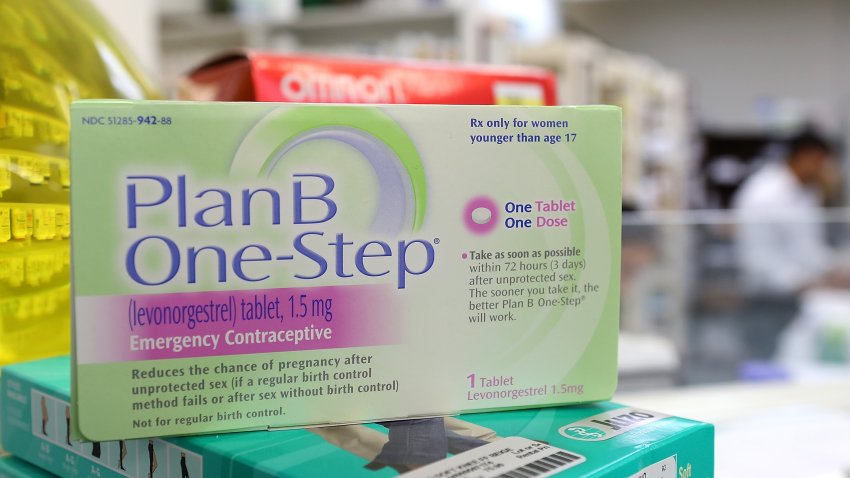 omron
NDC 51285-942-88
Rx only for women
younger than age 17
Plan B
One-Step®
One Tablet
One Dose
• Take as soon as possible
within 72 hours (3 days)
after unprotected sex.
The sooner you take it, the
better Plan B One-Step®
will work.
(levonorgestrel) tablet, 1.5 mg
Emergency Contraceptive
Reduces the chance of pregnancy after
unprotected sex (if a regular birth control
method fails or after sex without birth control)
Not for regular birth control.
1 Tablet
Levonorgestrel 1.5mg
Juzo
Soft